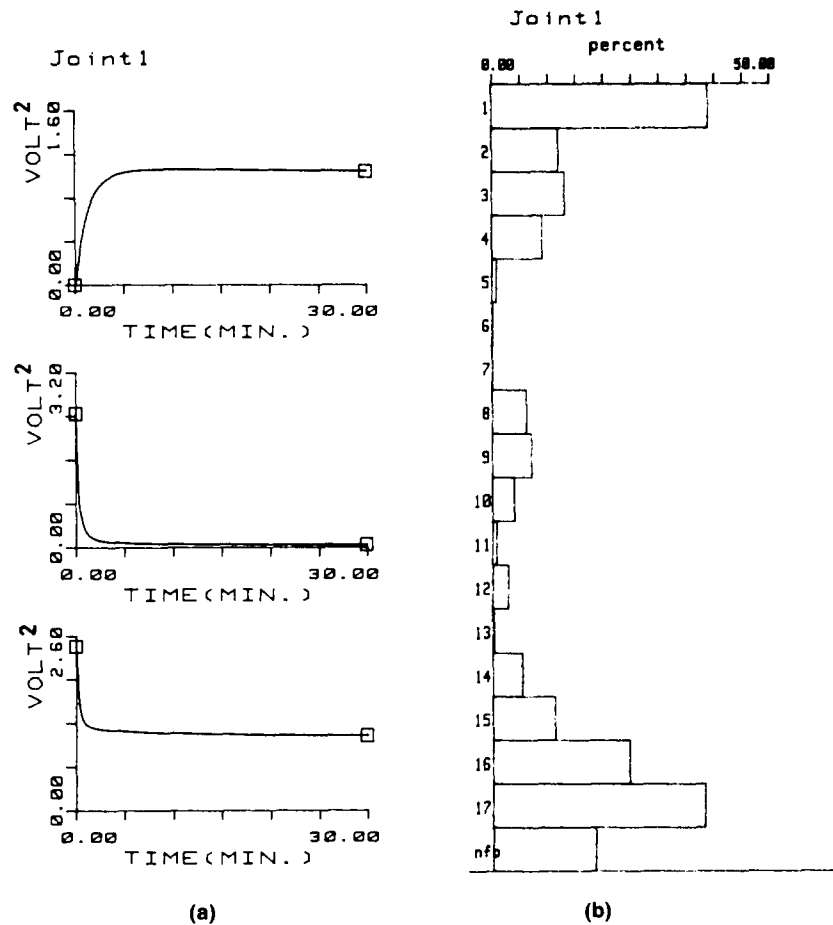 Joint1
VOLT²
1.60
0.00
0.00 30.00
TIME(MIN.)
VOLT²
3.20
0.00
0.00 30.00
TIME(MIN.)
VOLT²
2.60
0.00
0.00 30.00
TIME(MIN.)
(a)
Joint1
percent
0.00 50.00
1
2
3
4
5
6
7
8
9
10
11
12
13
14
15
16
17
nfp
(b)